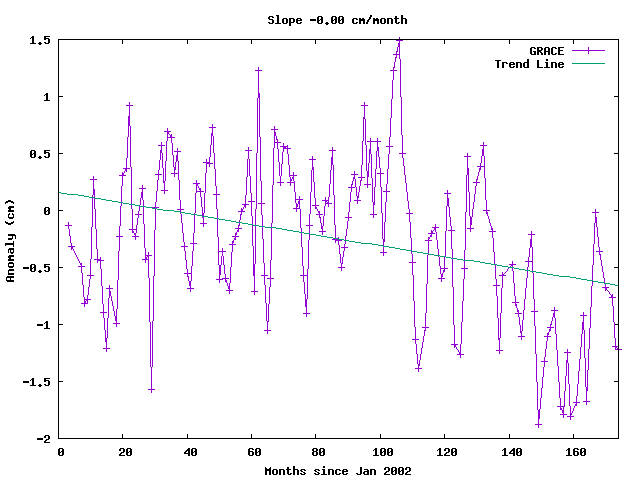 Slope -0.00 cm/month
GRACE
Trend Line
1.5
1
0.5
0
-0.5
-1
-1.5
-2
Anomaly (cm)
0 20 40 60 80 100 120 140 160
Months since Jan 2002